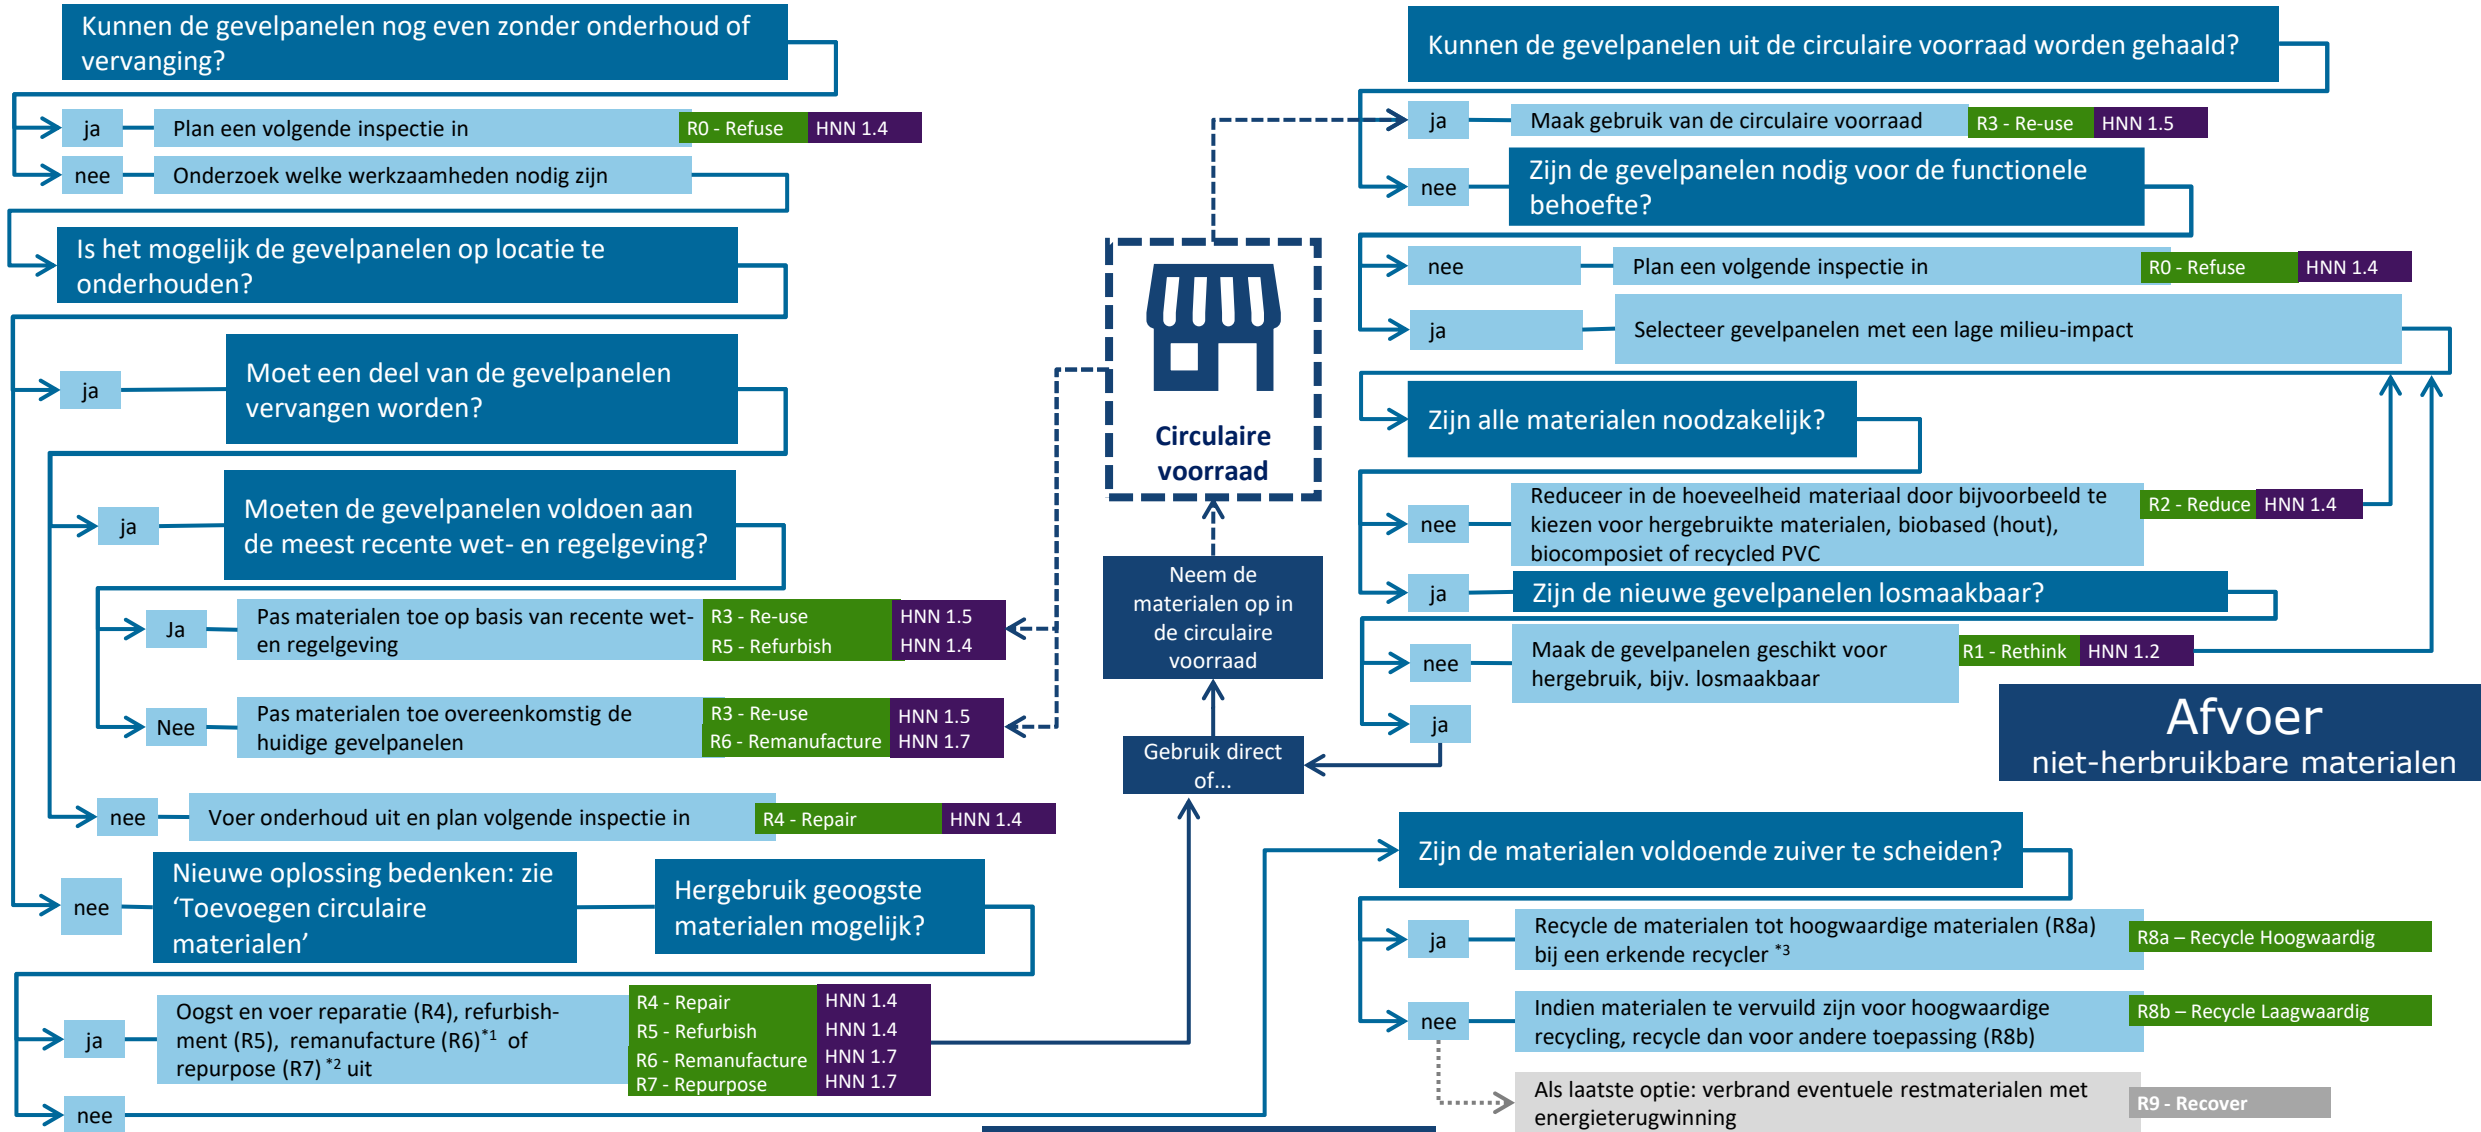 Kunnen de gevelpanelen nog even zonder onderhoud of
vervanging?
ja
Plan een volgende inspectie in
R0 - Refuse
HNN 1.4
nee
Onderzoek welke werkzaamheden nodig zijn
Is het mogelijk de gevelpanelen op locatie te
onderhouden?
ja
Moet een deel van de gevelpanelen
vervangen worden?
ja
Moeten de gevelpanelen voldoen aan
de meest recente wet- en regelgeving?
Ja
Pas materialen toe op basis van recente wet-
en regelgeving
R3 - Re-use
HNN 1.5
R5 - Refurbish
HNN 1.4
Nee
Pas materialen toe overeenkomstig de
huidige gevelpanelen
R3 - Re-use
HNN 1.5
R6 - Remanufacture
HNN 1.7
nee
Voer onderhoud uit en plan volgende inspectie in
R4 - Repair
HNN 1.4
nee
Nieuwe oplossing bedenken: zie
‘Toevoegen circulaire
materialen’
Hergebruik geoogste
materialen mogelijk?
ja
Oogst en voer reparatie (R4), refurbish-
ment (R5), remanufacture (R6)*1 of
repurpose (R7) *2 uit
R4 - Repair
HNN 1.4
R5 - Refurbish
HNN 1.4
R6 - Remanufacture
HNN 1.7
R7 - Repurpose
HNN 1.7
nee
Circulaire
voorraad
Neem de
materialen op in
de circulaire
voorraad
Gebruik direct
of...
Kunnen de gevelpanelen uit de circulaire voorraad worden gehaald?
ja
Maak gebruik van de circulaire voorraad
R3 - Re-use
HNN 1.5
nee
Zijn de gevelpanelen nodig voor de functionele
behoefte?
nee
Plan een volgende inspectie in
R0 - Refuse
HNN 1.4
ja
Selecteer gevelpanelen met een lage milieu-impact
Zijn alle materialen noodzakelijk?
nee
Reduceer in de hoeveelheid materiaal door bijvoorbeeld te
kiezen voor hergebruikte materialen, biobased (hout),
biocomposiet of recycled PVC
R2 - Reduce
HNN 1.4
ja
Zijn de nieuwe gevelpanelen losmaakbaar?
nee
Maak de gevelpanelen geschikt voor
hergebruik, bijv. losmaakbaar
R1 - Rethink
HNN 1.2
ja
Afvoer
niet-herbruikbare materialen
Zijn de materialen voldoende zuiver te scheiden?
ja
Recycle de materialen tot hoogwaardige materialen (R8a)
bij een erkende recycler *3
R8a – Recycle Hoogwaardig
nee
Indien materialen te vervuild zijn voor hoogwaardige
recycling, recycle dan voor andere toepassing (R8b)
R8b – Recycle Laagwaardig
Als laatste optie: verbrand eventuele restmaterialen met
energieterugwinning
R9 - Recover